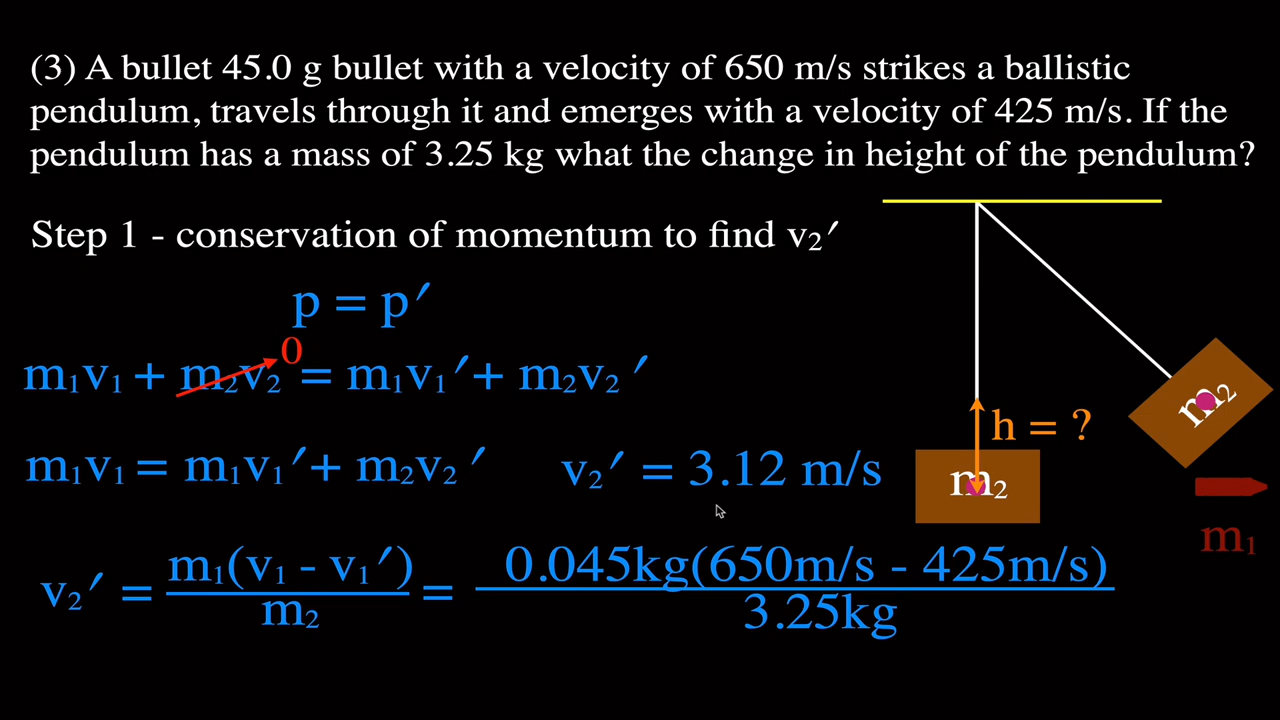 (3) A bullet 45.0 g bullet with a velocity of 650 m/s strikes a ballistic
pendulum, travels through it and emerges with a velocity of 425 m/s. If the
pendulum has a mass of 3.25 kg what the change in height of the pendulum?
Step 1 - conservation of momentum to find v₂′
p = p′
0
m₁v₁ + m₂v₂ = m₁v₁′ + m₂v₂′
h = ?
m₂
m₁v₁ = m₁v₁′ + m₂v₂′
v₂′ = 3.12 m/s
m₂
m₁
v₂′ = m₁(v₁ - v₁′) / m₂ = 0.045kg(650m/s - 425m/s) / 3.25kg